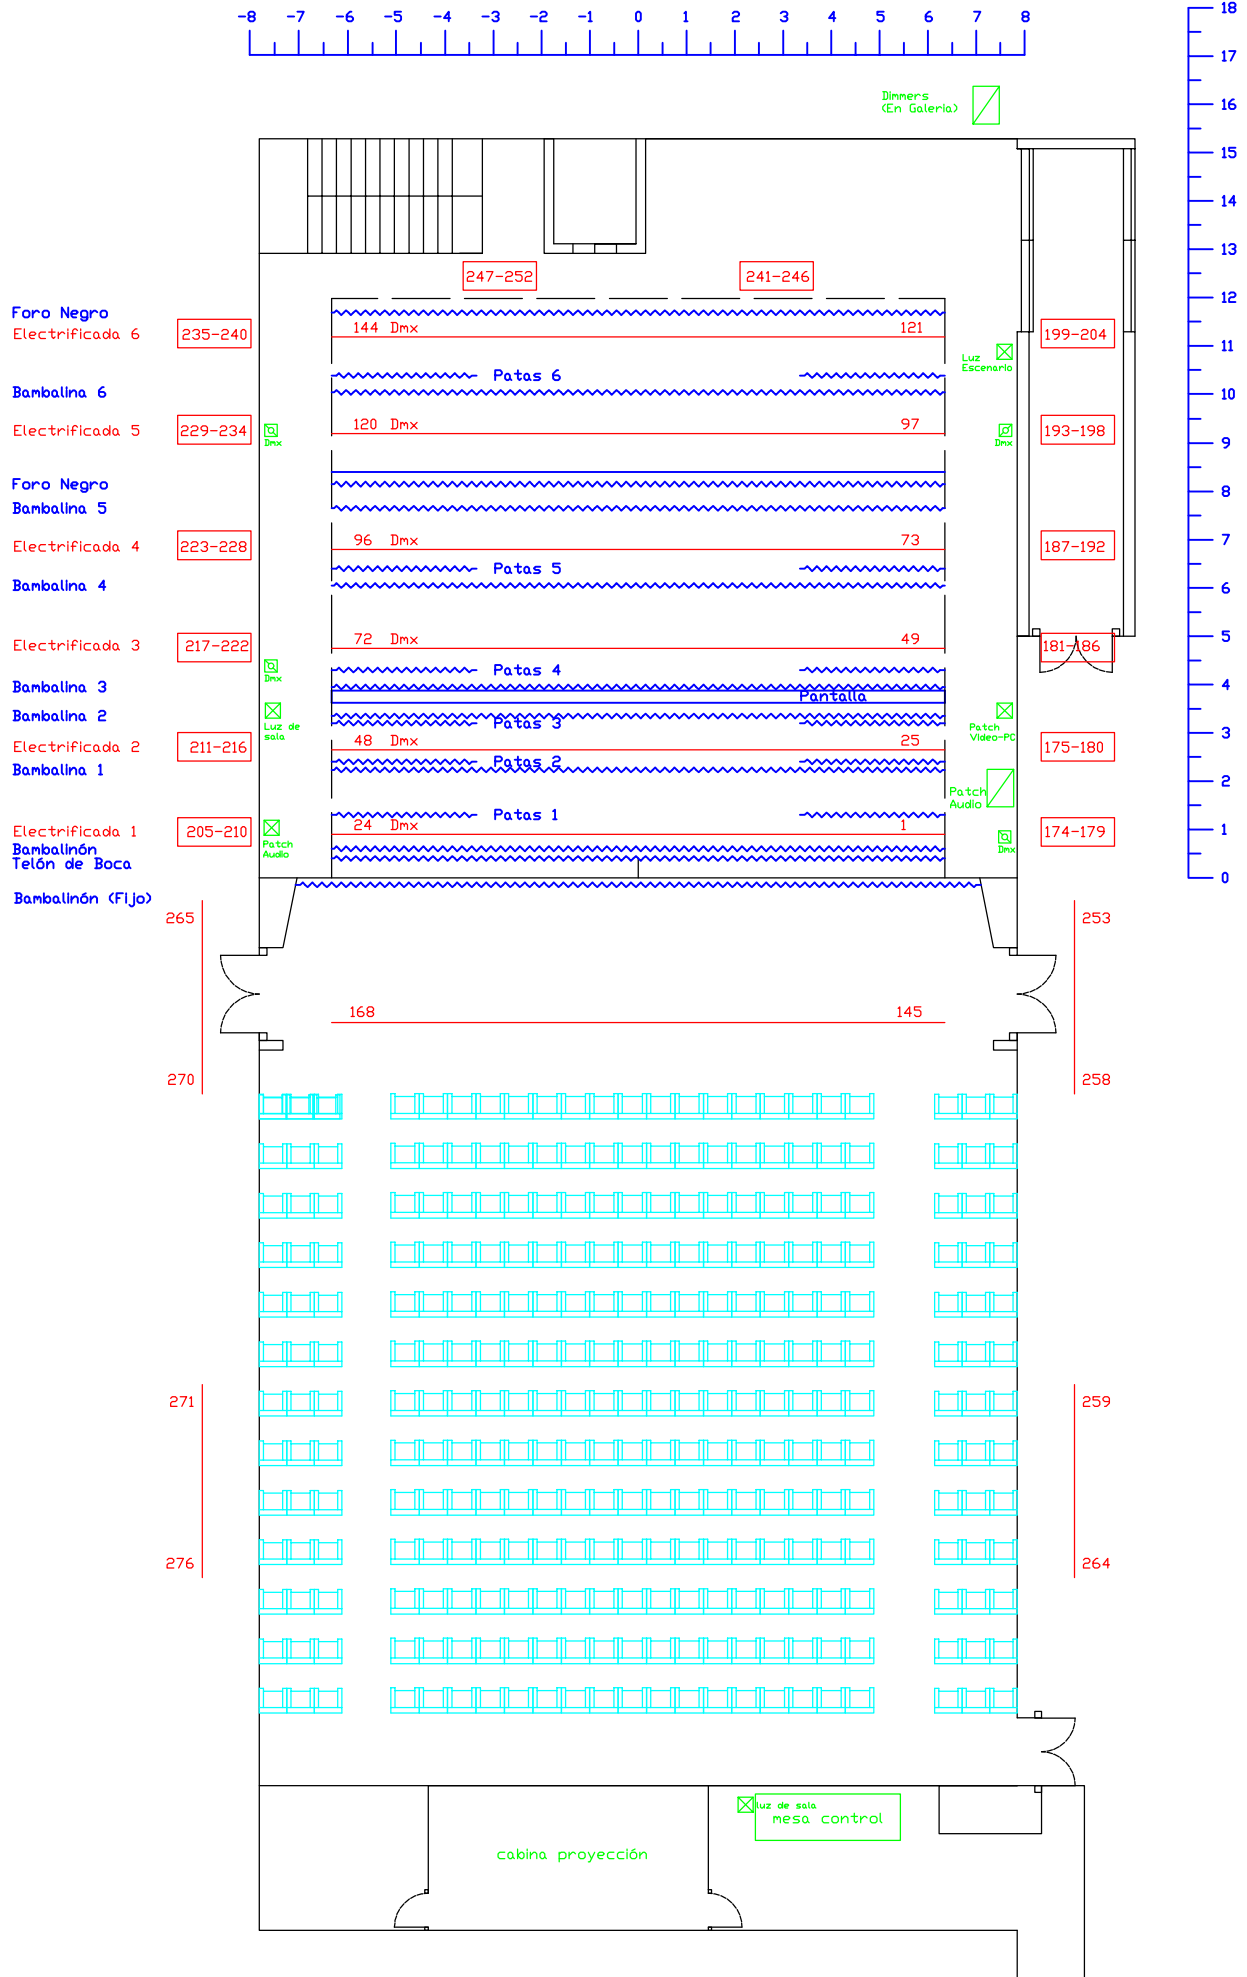 -8 -7 -6 -5 -4 -3 -2 -1 0 1 2 3 4 5 6 7 8
18
17
Dimmers
(En Galeria)
16
15
14
13
247-252 241-246
12
Foro Negro
Electrificada 6 235-240 144 Dmx 121 199-204
11
Luz
Escenario
Patas 6
Bambalina 6
10
Electrificada 5 229-234 120 Dmx 97 193-198
Dmx Dmx
9
Foro Negro
8
Bambalina 5
Electrificada 4 223-228 96 Dmx 73 187-192
7
Patas 5
Bambalina 4
6
Electrificada 3 217-222 72 Dmx 49 181-186
5
Patas 4
Dmx
Bambalina 3
4
Pantalla
Bambalina 2
Patas 3
Luz de
sala
Patch
Video-PC
Electrificada 2 211-216 48 Dmx 25 175-180
3
Patas 2
Bambalina 1
2
Patch
Audio
Patas 1
Electrificada 1 205-210 24 Dmx 1 174-179
1
Patch
Audio
Dmx
Bambalinón
Telón de Boca
0
Bambalinón (Fijo)
265 253
168 145
270 258
271 259
276 264
luz de sala
mesa control
cabina proyección